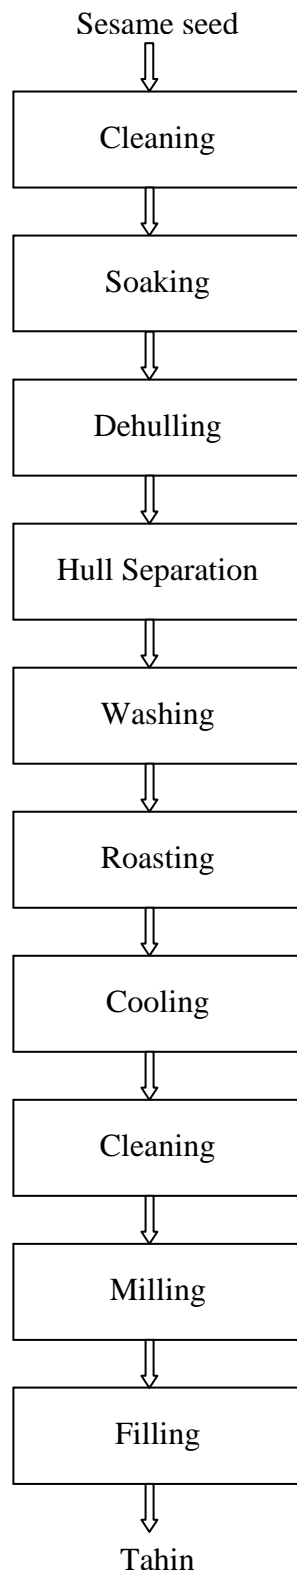 Sesame seed
Cleaning
Soaking
Dehulling
Hull Separation
Washing
Roasting
Cooling
Cleaning
Milling
Filling
Tahin